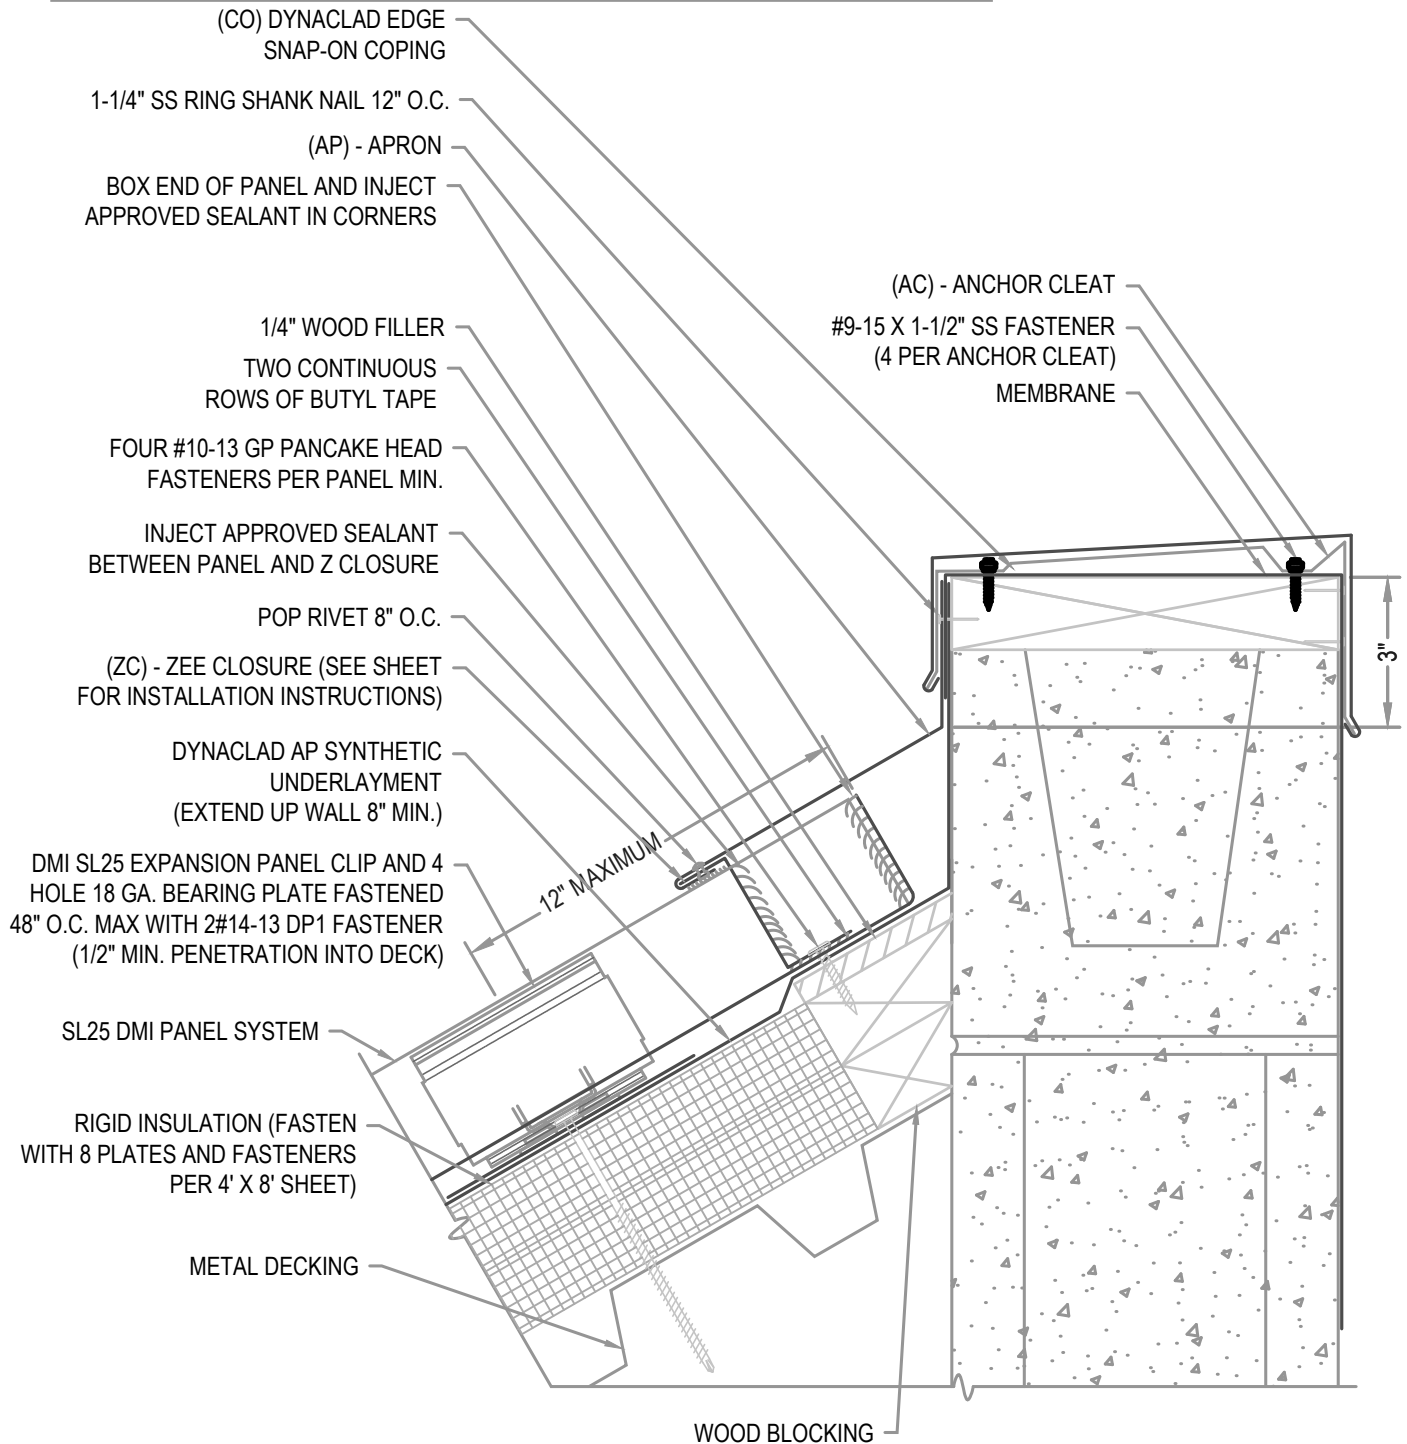 (CO) DYNACLAD EDGE
SNAP-ON COPING
1-1/4" SS RING SHANK NAIL 12" O.C.
(AP) - APRON
BOX END OF PANEL AND INJECT
APPROVED SEALANT IN CORNERS
1/4" WOOD FILLER
TWO CONTINUOUS
ROWS OF BUTYL TAPE
FOUR #10-13 GP PANCAKE HEAD
FASTENERS PER PANEL MIN.
INJECT APPROVED SEALANT
BETWEEN PANEL AND Z CLOSURE
POP RIVET 8" O.C.
(ZC) - ZEE CLOSURE (SEE SHEET
FOR INSTALLATION INSTRUCTIONS)
DYNACLAD AP SYNTHETIC
UNDERLAYMENT
(EXTEND UP WALL 8" MIN.)
DMI SL25 EXPANSION PANEL CLIP AND 4
HOLE 18 GA. BEARING PLATE FASTENED
48" O.C. MAX WITH 2#14-13 DP1 FASTENER
(1/2" MIN. PENETRATION INTO DECK)
SL25 DMI PANEL SYSTEM
RIGID INSULATION (FASTEN
WITH 8 PLATES AND FASTENERS
PER 4' X 8' SHEET)
METAL DECKING
WOOD BLOCKING
12" MAXIMUM
(AC) - ANCHOR CLEAT
#9-15 X 1-1/2" SS FASTENER
(4 PER ANCHOR CLEAT)
MEMBRANE
3"